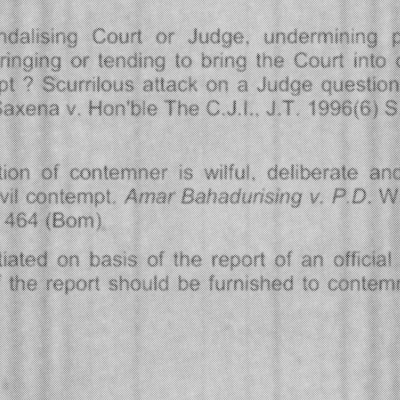 ndalising Court or Judge, undermining p
ringing or tending to bring the Court into
pt ? Scurrilous attack on a Judge question
Saxena v. Hon'ble The C.J.I., J.T. 1996(6) S.
tion of contemner is wilful, deliberate and
vil contempt. Amar Bahadurising v. P.D. W
464 (Bom)
tiated on basis of the report of an official
the report should be furnished to contemn